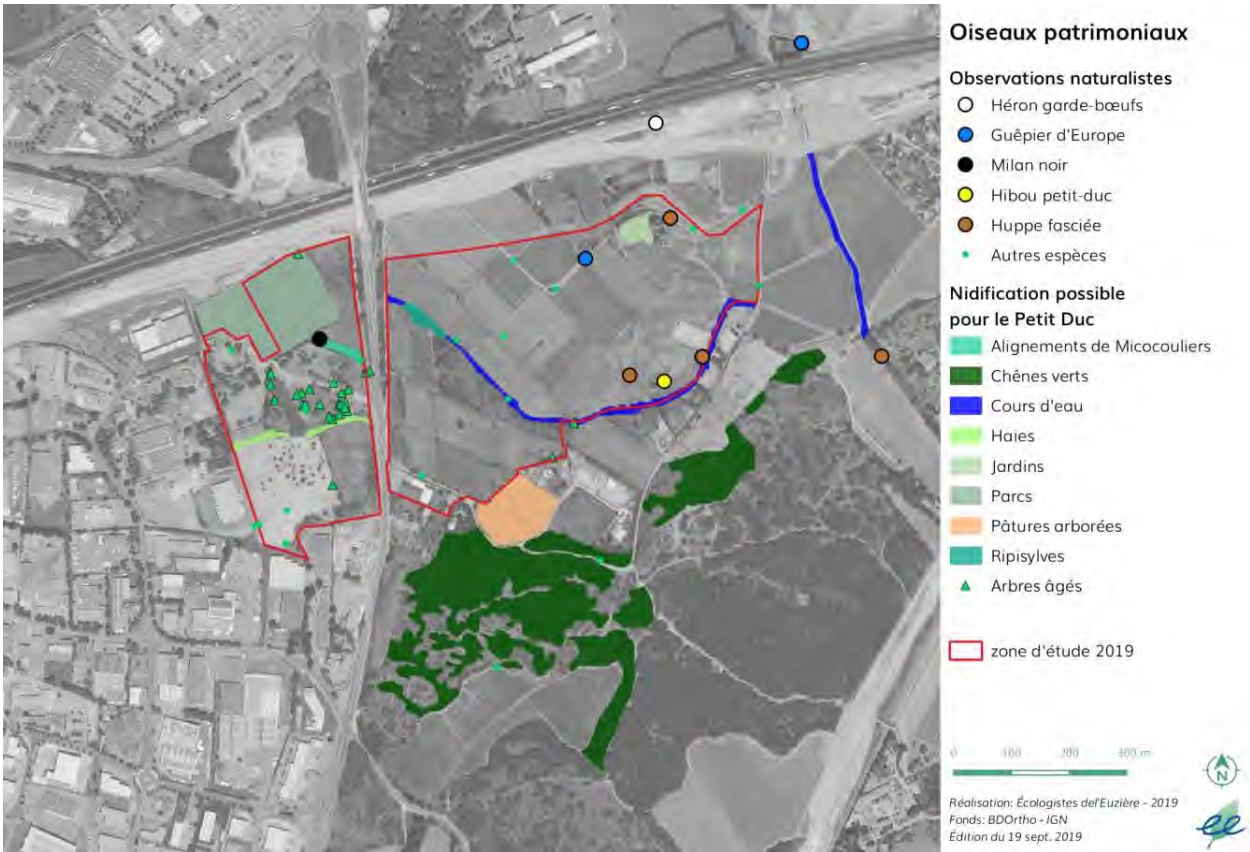 Oiseaux patrimoniaux
Observations naturalistes
Héron garde-bœufs
Guêpier d'Europe
Milan noir
Hibou petit-duc
Huppe fasciée
Autres espèces
Nidification possible
pour le Petit Duc
Alignements de Micocouliers
Chênes verts
Cours d'eau
Haies
Jardins
Parcs
Pâtures arborées
Ripisylves
Arbres âgés
zone d'étude 2019
0 100 200 300 m
N
Réalisation: Écologistes del'Euzière - 2019
Fonds: BDOrtho - IGN
Édition du 19 sept. 2019
ee